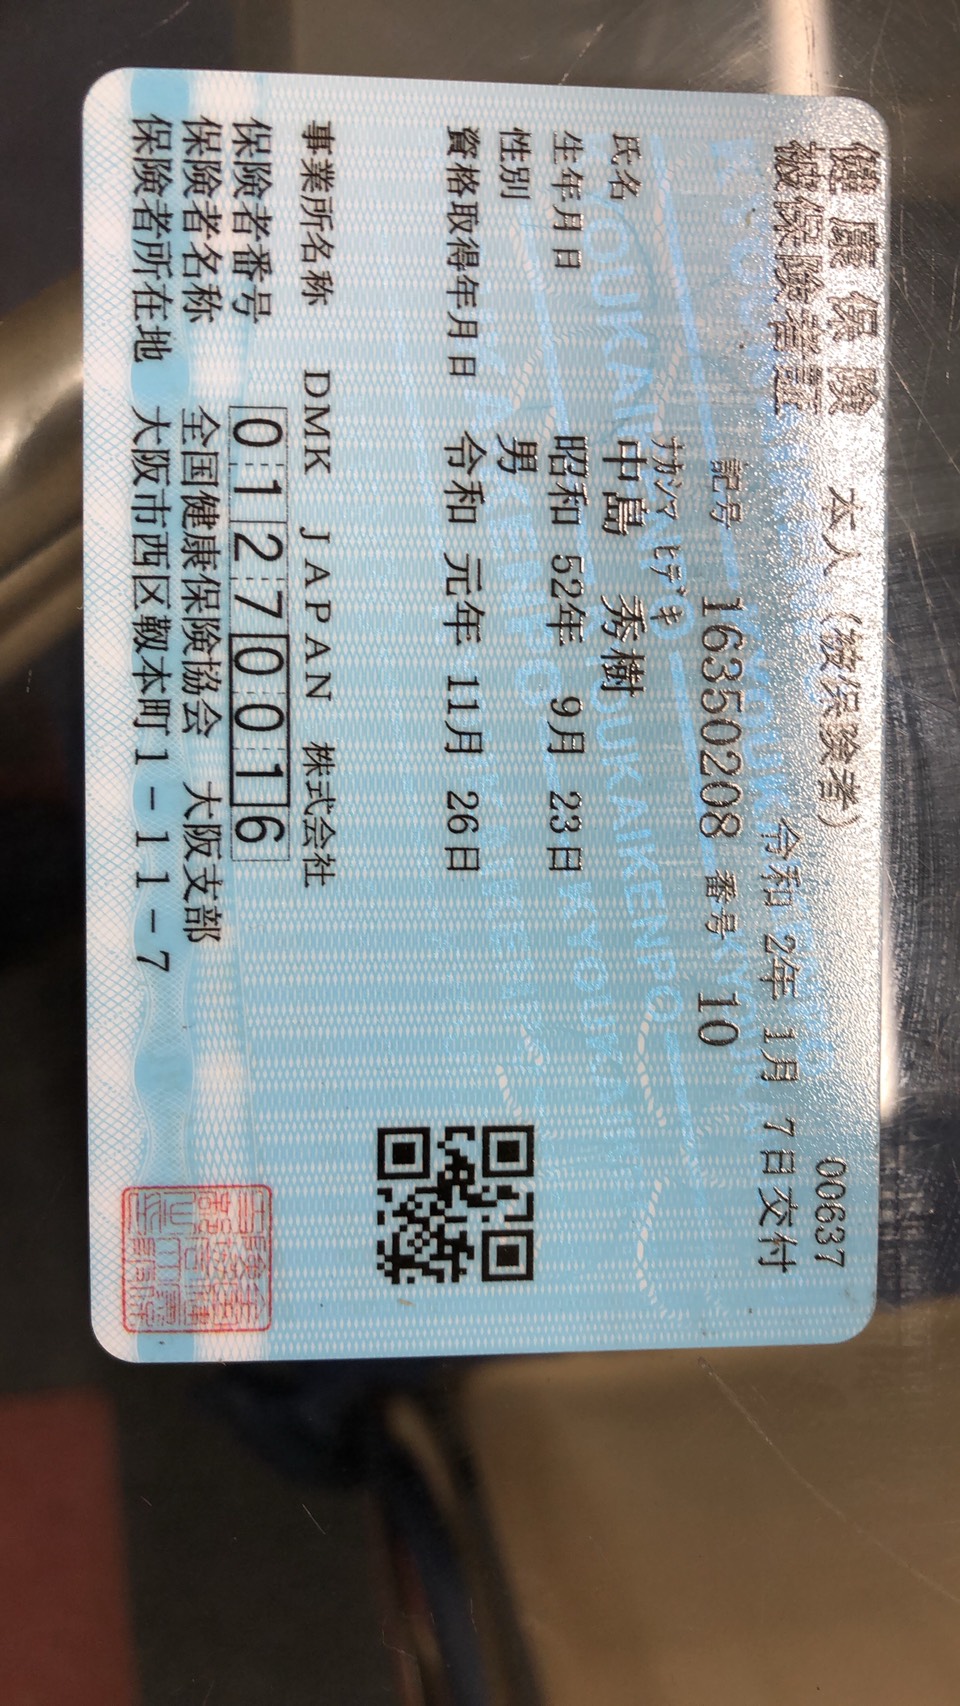 健康保険 本人（被保険者） 00637
被保険者証 令和 2年 1月 7日交付
記号 16350208 番号 10
ﾅｶｼﾏ ﾋﾃﾞｷ
氏名 中島 秀樹
生年月日 昭和 52年 9月 23日
性別 男
資格取得年月日 令和 元年 11月 26日
事業所名称 DMK JAPAN 株式会社
保険者番号 01270016
保険者名称 全国健康保険協会 大阪支部
保険者所在地 大阪市西区靱本町1-11-7